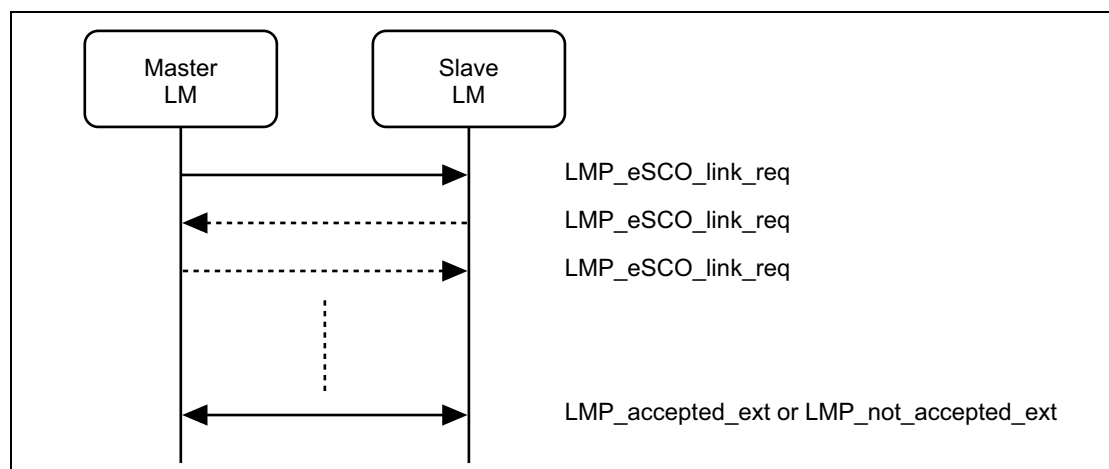 Master
LM
Slave
LM
LMP_eSCO_link_req
LMP_eSCO_link_req
LMP_eSCO_link_req
LMP_accepted_ext or LMP_not_accepted_ext